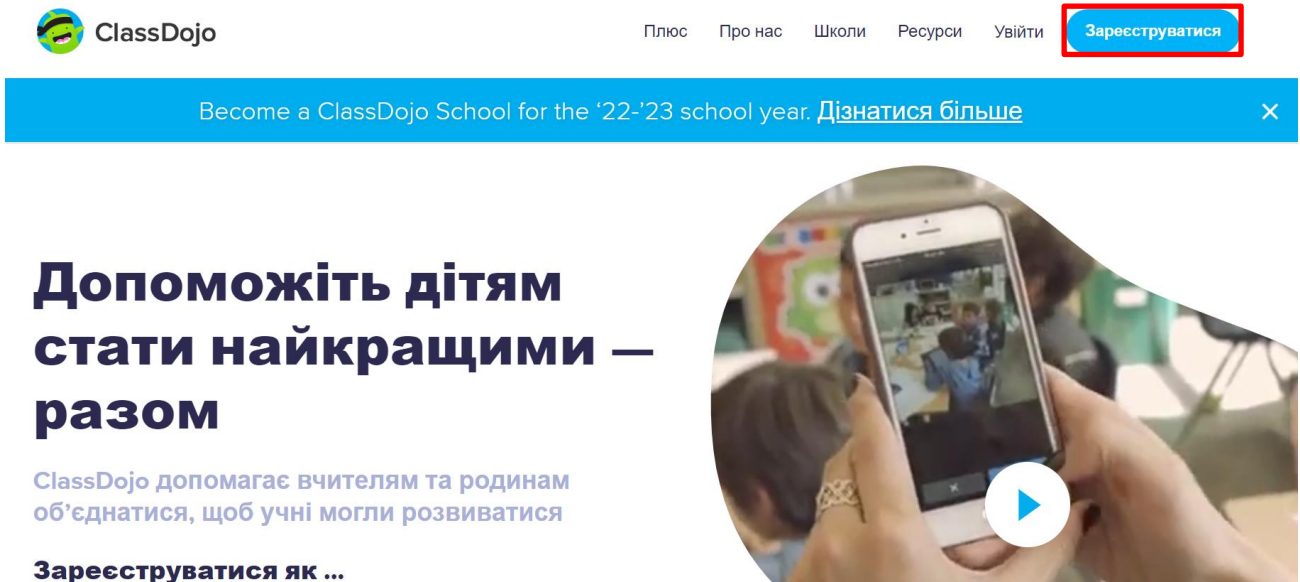 ClassDojo
Плюс Про нас Школи Ресурси Увійти Зареєструватися
Become a ClassDojo School for the ‘22-’23 school year. Дізнатися більше
Допоможіть дітям
стати найкращими —
разом
ClassDojo допомагає вчителям та родинам
об’єднатися, щоб учні могли розвиватися
Зареєструватися як ...